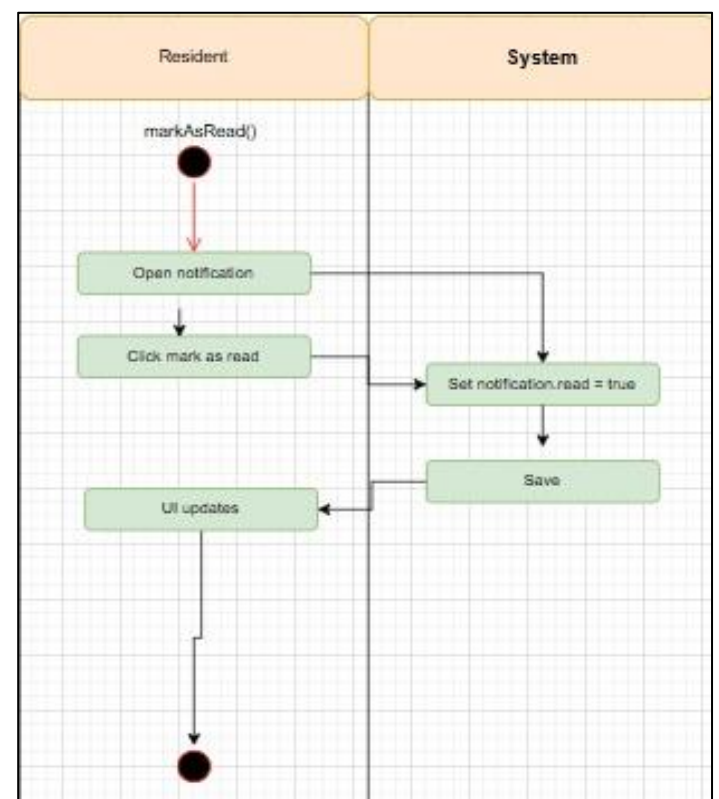 Resident
System
markAsRead()
Open notification
Click mark as read
Set notification.read = true
Save
UI updates